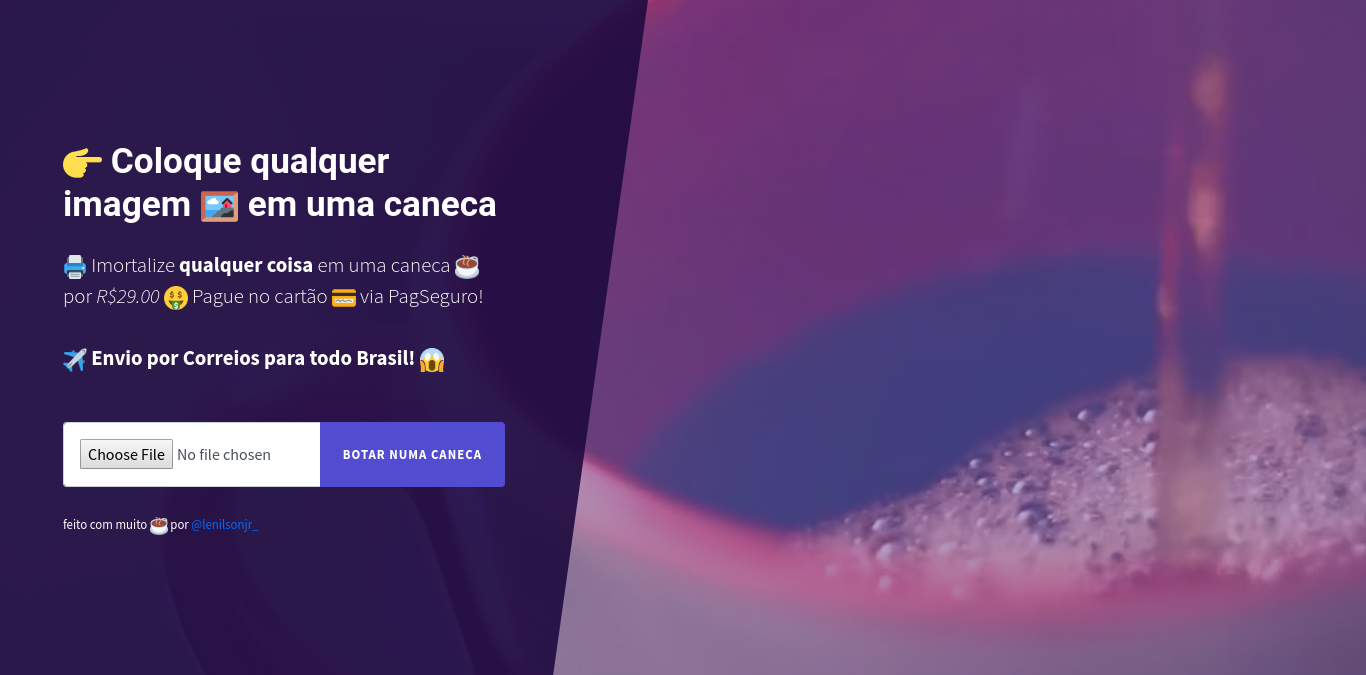 👉 Coloque qualquer
imagem 🖼️ em uma caneca
🖨️ Imortalize qualquer coisa em uma caneca ☕
por R$29.00 🤑 Pague no cartão 💳 via PagSeguro!
✈️ Envio por Correios para todo Brasil! 😱
Choose File No file chosen
BOTAR NUMA CANECA
feito com muito ☕ por @lenilsonjr_